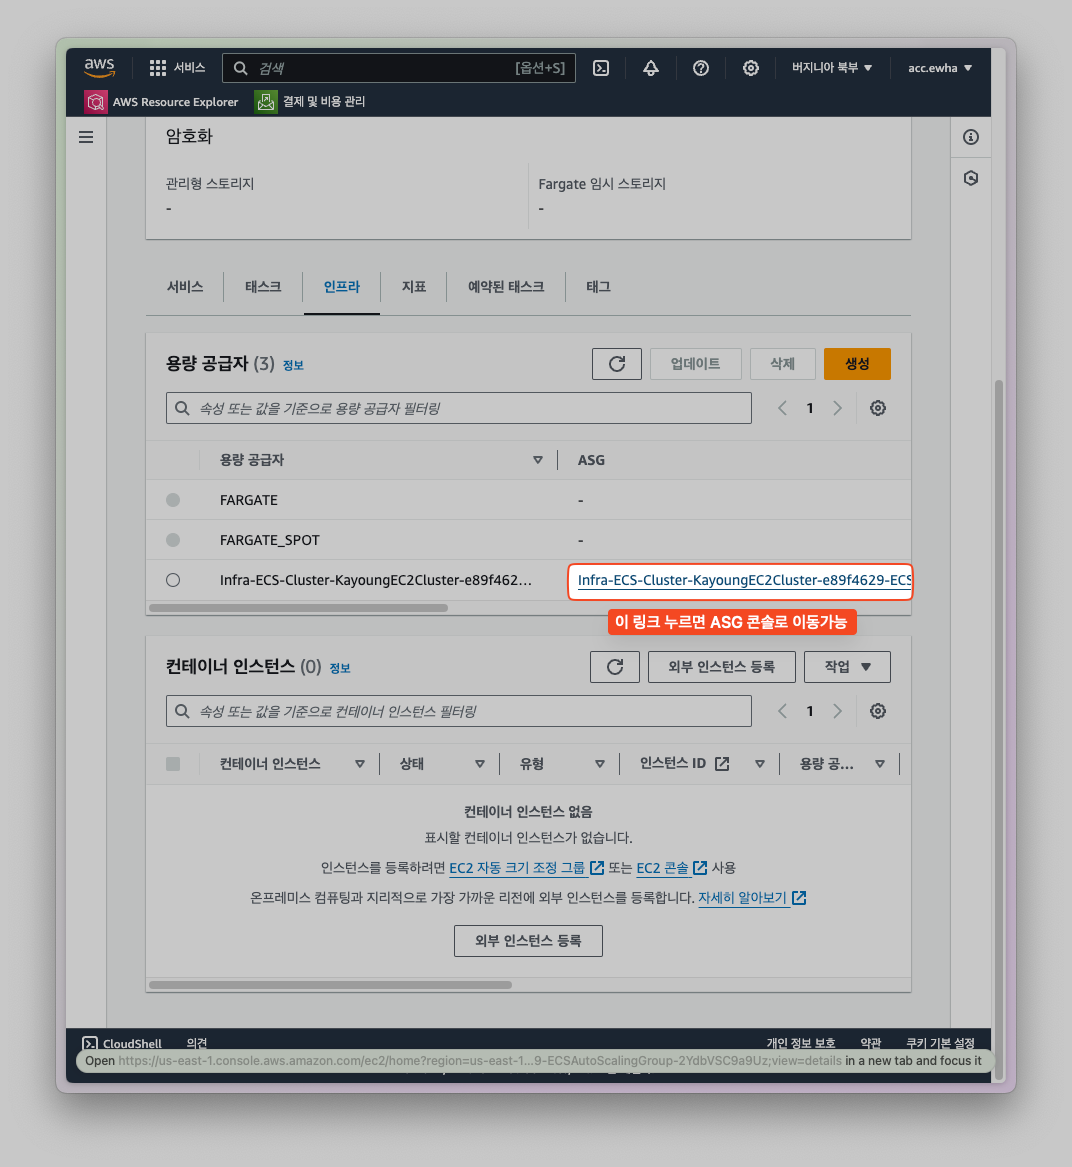 aws
서비스
검색
[옵션+S]
버지니아 북부
acc.ewha
AWS Resource Explorer
결제 및 비용 관리
암호화
관리형 스토리지
Fargate 임시 스토리지
-
-
서비스
태스크
인프라
지표
예약된 태스크
태그
용량 공급자 (3) 정보
업데이트
삭제
생성
속성 또는 값을 기준으로 용량 공급자 필터링
1
용량 공급자
ASG
FARGATE
-
FARGATE_SPOT
-
Infra-ECS-Cluster-KayoungEC2Cluster-e89f462...
Infra-ECS-Cluster-KayoungEC2Cluster-e89f4629-ECS
이 링크 누르면 ASG 콘솔로 이동가능
컨테이너 인스턴스 (0) 정보
외부 인스턴스 등록
작업
속성 또는 값을 기준으로 컨테이너 인스턴스 필터링
1
컨테이너 인스턴스
상태
유형
인스턴스 ID
용량 공...
컨테이너 인스턴스 없음
표시할 컨테이너 인스턴스가 없습니다.
인스턴스를 등록하려면 EC2 자동 크기 조정 그룹 또는 EC2 콘솔 사용
온프레미스 컴퓨팅과 지리적으로 가장 가까운 리전에 외부 인스턴스를 등록합니다. 자세히 알아보기
외부 인스턴스 등록
CloudShell
의견
개인 정보 보호
약관
쿠키 기본 설정
Open https://us-east-1.console.aws.amazon.com/ec2/home?region=us-east-1...9-ECSAutoScalingGroup-2YdbVSC9a9Uz;view=details in a new tab and focus it